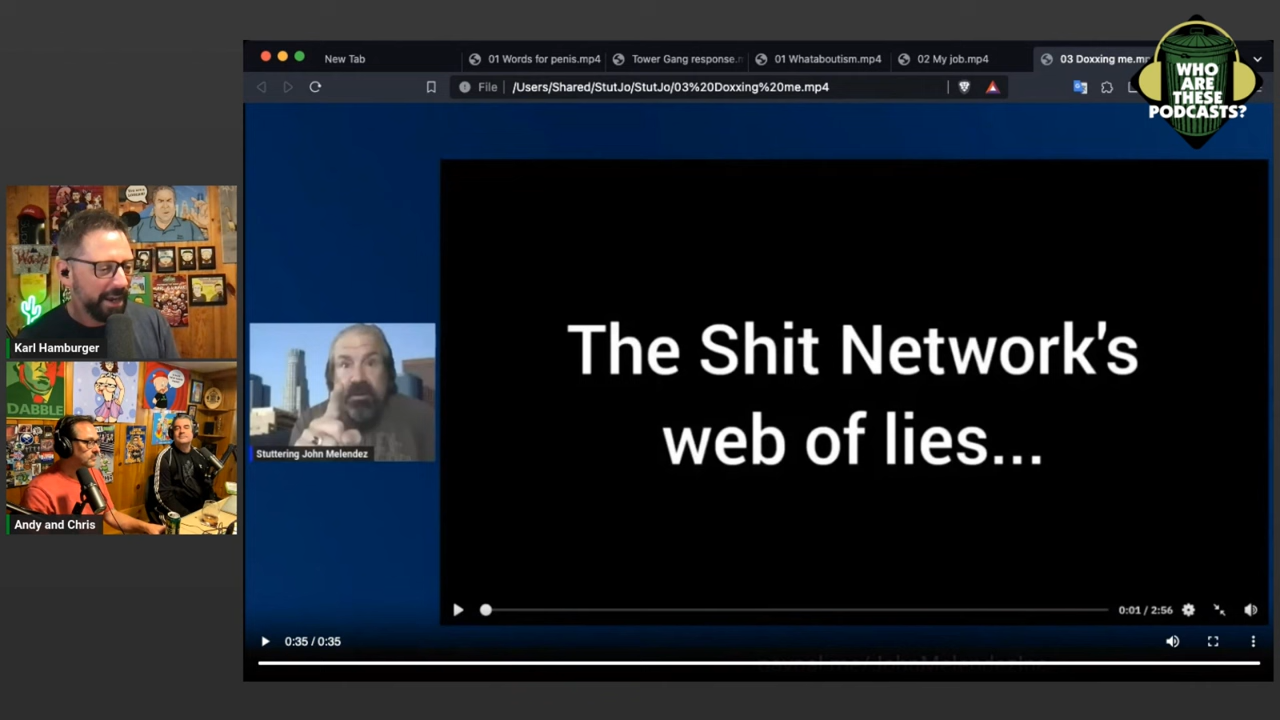 New Tab
01 Words for penis.mp4
Tower Gang response.
01 Whataboutism.mp4
02 My job.mp4
03 Doxxing me.m
File
/Users/Shared/StutJo/StutJo/03%20Doxxing%20me.mp4
WHO
ARE
THESE
PODCASTS?
The Shit Network's
web of lies...
Karl Hamburger
Stuttering John Melendez
DABBLE
Andy and Chris
0:01 / 2:56
0:35 / 0:35